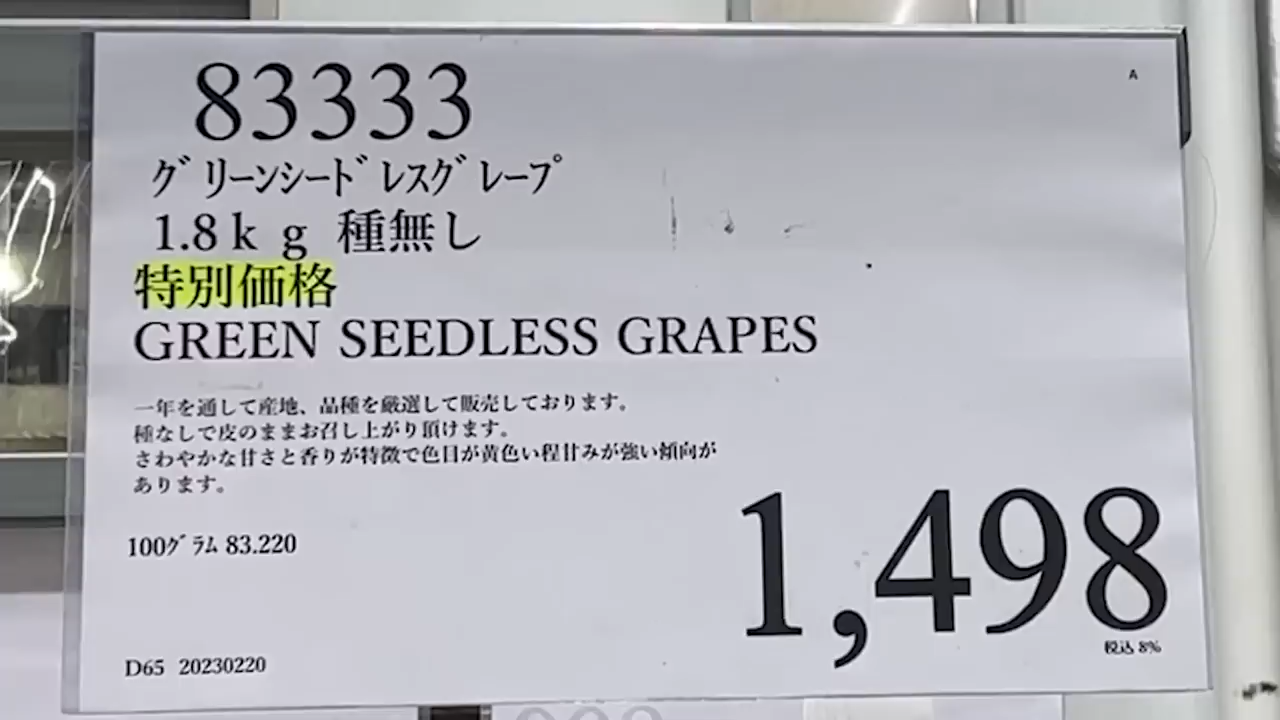 A
83333
グリーンシードレスグレープ
1.8kg 種無し
特別価格
GREEN SEEDLESS GRAPES
一年を通して産地、品種を厳選して販売しております。
種なしで皮のままお召し上がり頂けます。
さわやかな甘さと香りが特徴で色目が黄色い程甘みが強い傾向が
あります。
100グラム 83.220
1,498
税込 8%
D65 20230220